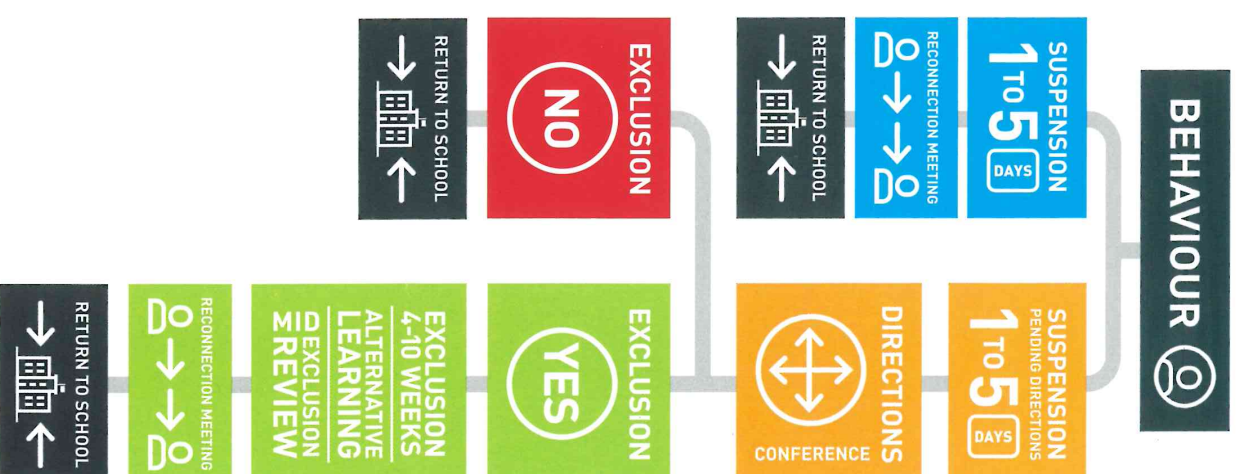 BEHAVIOUR
SUSPENSION
1 TO 5 DAYS
RECONNECTION MEETING
RETURN TO SCHOOL
SUSPENSION
PENDING DIRECTIONS
1 TO 5 DAYS
DIRECTIONS
CONFERENCE
EXCLUSION
NO
RETURN TO SCHOOL
EXCLUSION
YES
EXCLUSION
4-10 WEEKS
ALTERNATIVE
LEARNING
MID EXCLUSION
REVIEW
RECONNECTION MEETING
RETURN TO SCHOOL